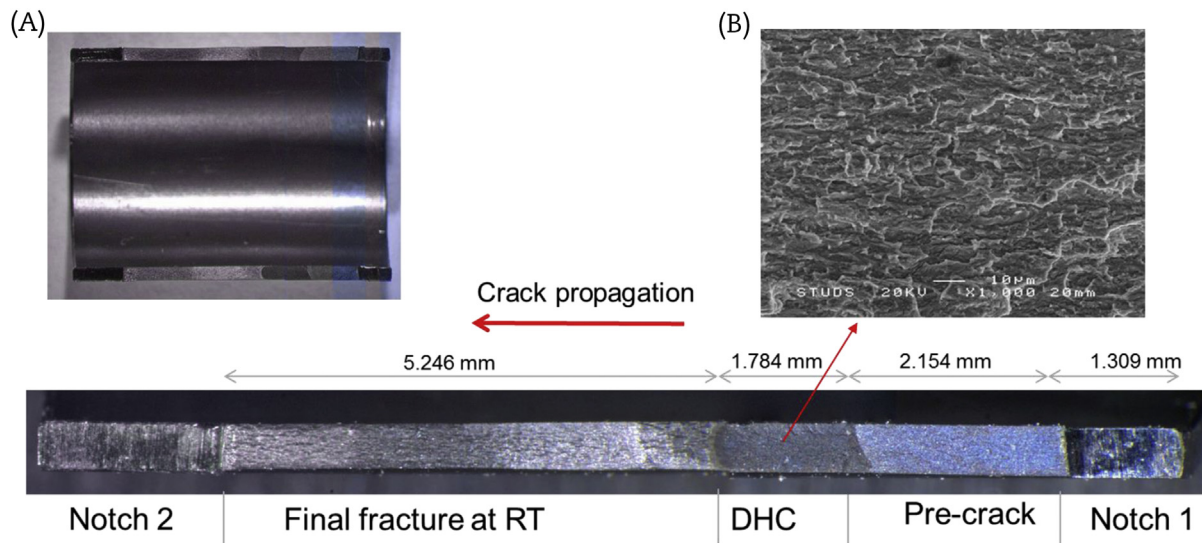 (A)
(B)
STUDS 20KV 10μm X1,000 20mm
Crack propagation
5.246 mm 1.784 mm 2.154 mm 1.309 mm
Notch 2 Final fracture at RT DHC Pre-crack Notch 1